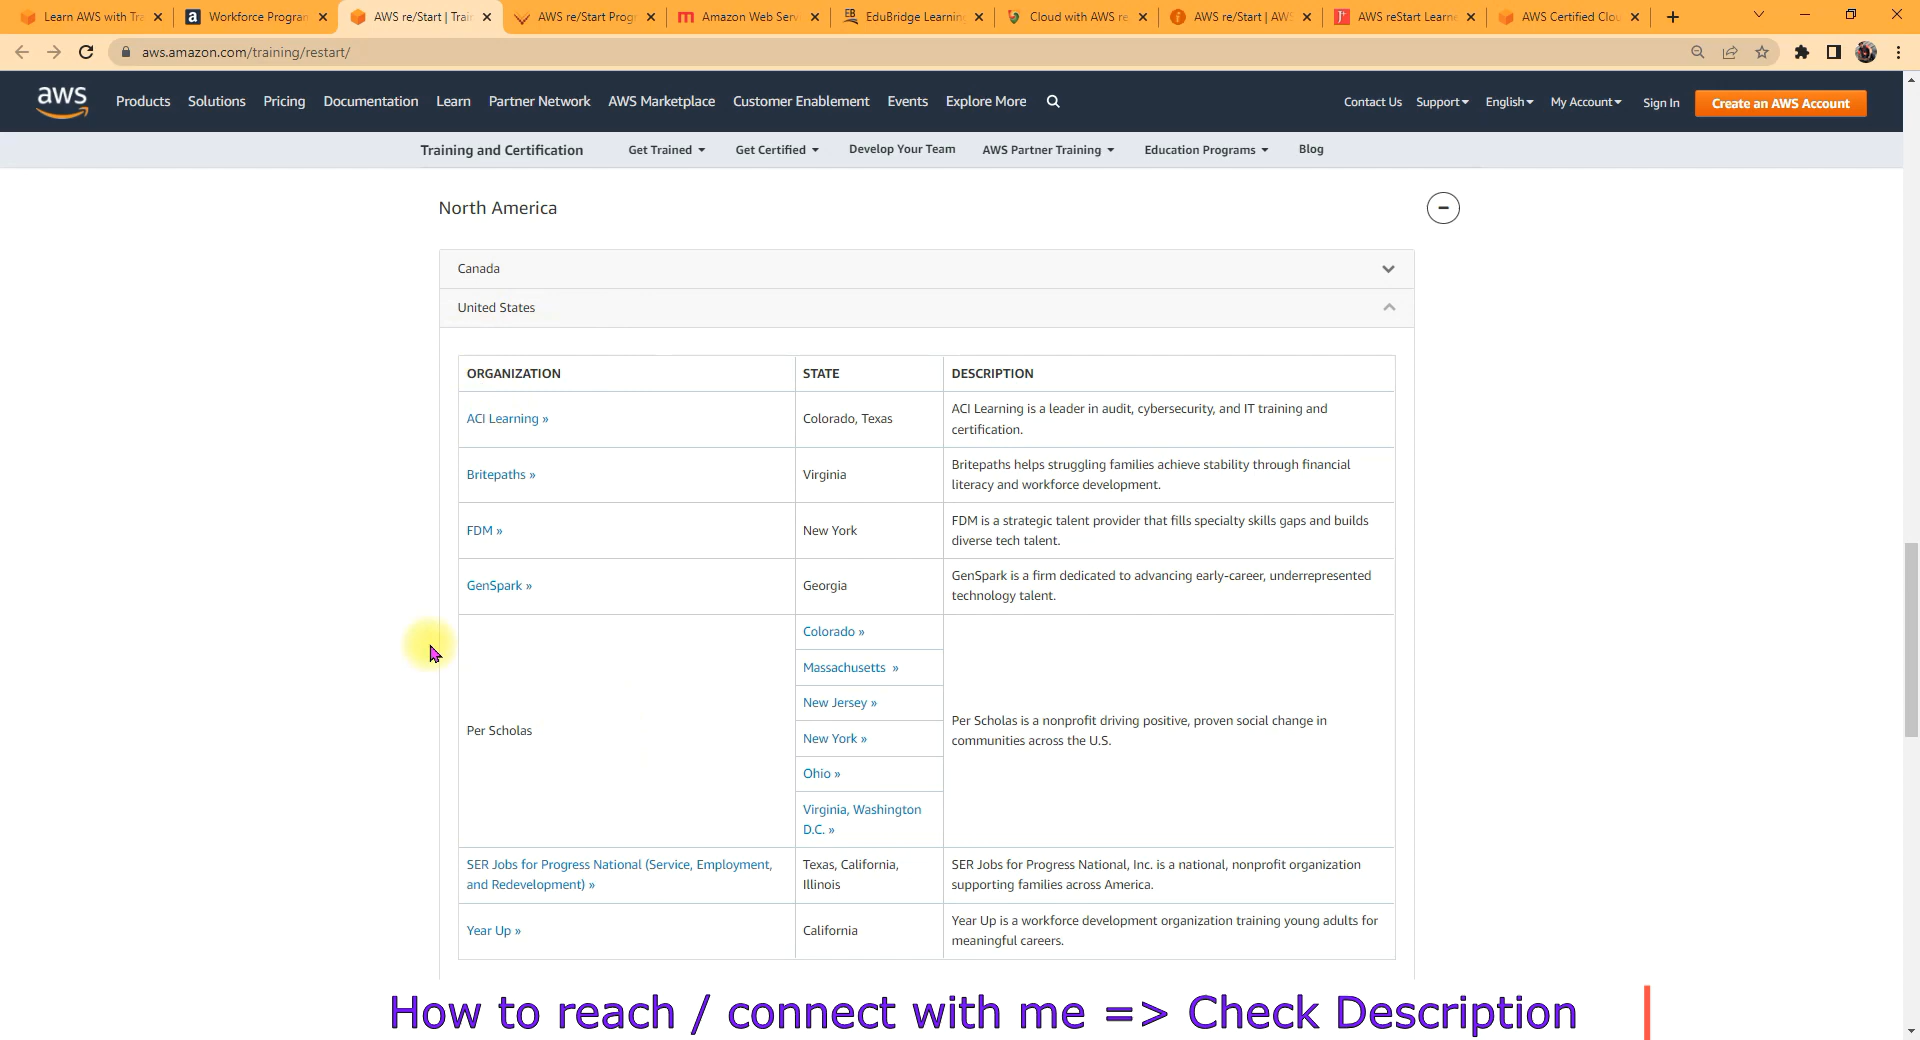 Learn AWS with Tra
Workforce Program
AWS re/Start | Train
AWS re/Start Prog
Amazon Web Serv
EduBridge Learning
Cloud with AWS re
AWS re/Start | AWS
AWS reStart Learne
AWS Certified Clou
aws.amazon.com/training/restart/
aws
Products
Solutions
Pricing
Documentation
Learn
Partner Network
AWS Marketplace
Customer Enablement
Events
Explore More
Contact Us
Support
English
My Account
Sign In
Create an AWS Account
Training and Certification
Get Trained
Get Certified
Develop Your Team
AWS Partner Training
Education Programs
Blog
North America
Canada
United States
ORGANIZATION
STATE
DESCRIPTION
ACI Learning »
Colorado, Texas
ACI Learning is a leader in audit, cybersecurity, and IT training and
certification.
Britepaths »
Virginia
Britepaths helps struggling families achieve stability through financial
literacy and workforce development.
FDM »
New York
FDM is a strategic talent provider that fills specialty skills gaps and builds
diverse tech talent.
GenSpark »
Georgia
GenSpark is a firm dedicated to advancing early-career, underrepresented
technology talent.
Per Scholas
Colorado »
Massachusetts »
New Jersey »
New York »
Ohio »
Virginia, Washington
D.C. »
Per Scholas is a nonprofit driving positive, proven social change in
communities across the U.S.
SER Jobs for Progress National (Service, Employment,
and Redevelopment) »
Texas, California,
Illinois
SER Jobs for Progress National, Inc. is a national, nonprofit organization
supporting families across America.
Year Up »
California
Year Up is a workforce development organization training young adults for
meaningful careers.
How to reach / connect with me => Check Description